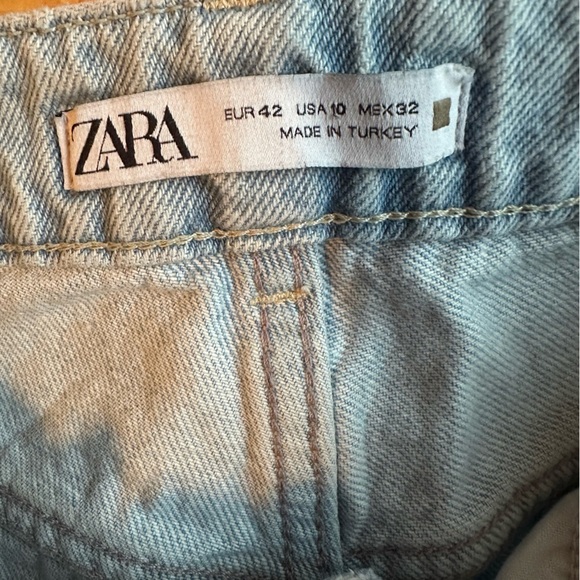 ZARA
EUR 42 USA 10 MEX 32
MADE IN TURKEY